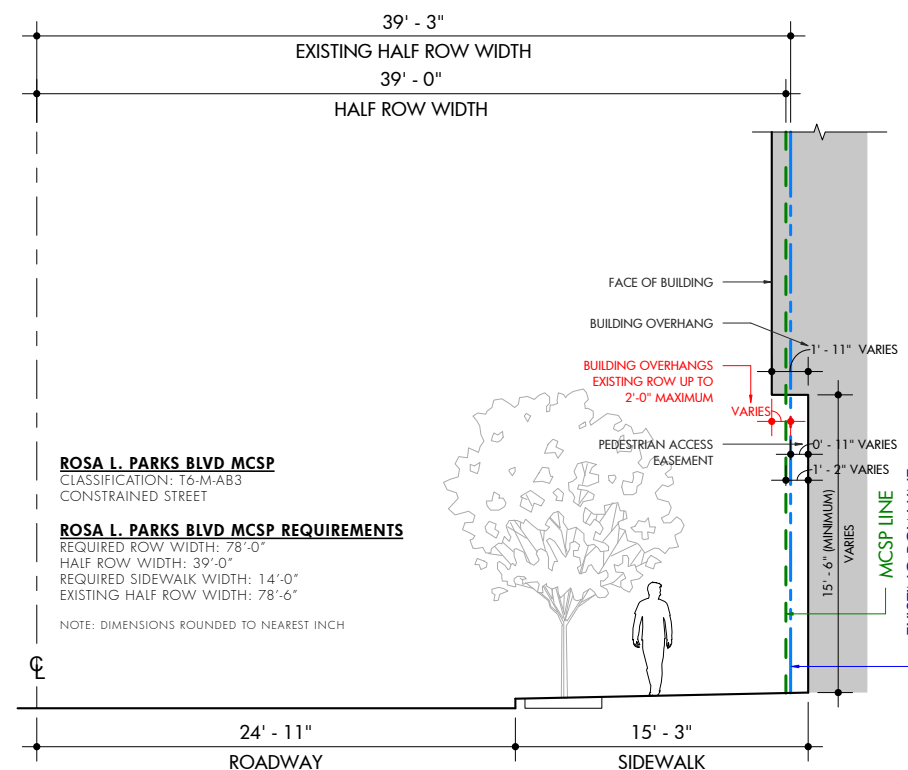 39' - 3"
EXISTING HALF ROW WIDTH
39' - 0"
HALF ROW WIDTH
FACE OF BUILDING
BUILDING OVERHANG
1' - 11" VARIES
BUILDING OVERHANGS
EXISTING ROW UP TO
2'-0" MAXIMUM
VARIES
PEDESTRIAN ACCESS
EASEMENT
0' - 11" VARIES
1' - 2" VARIES
15' - 6" (MINIMUM)
VARIES
MCSP LINE
ROSA L. PARKS BLVD MCSP
CLASSIFICATION: T6-M-AB3
CONSTRAINED STREET
ROSA L. PARKS BLVD MCSP REQUIREMENTS
REQUIRED ROW WIDTH: 78'-0"
HALF ROW WIDTH: 39'-0"
REQUIRED SIDEWALK WIDTH: 14'-0"
EXISTING HALF ROW WIDTH: 78'-6"
NOTE: DIMENSIONS ROUNDED TO NEAREST INCH
CL
24' - 11"
ROADWAY
15' - 3"
SIDEWALK